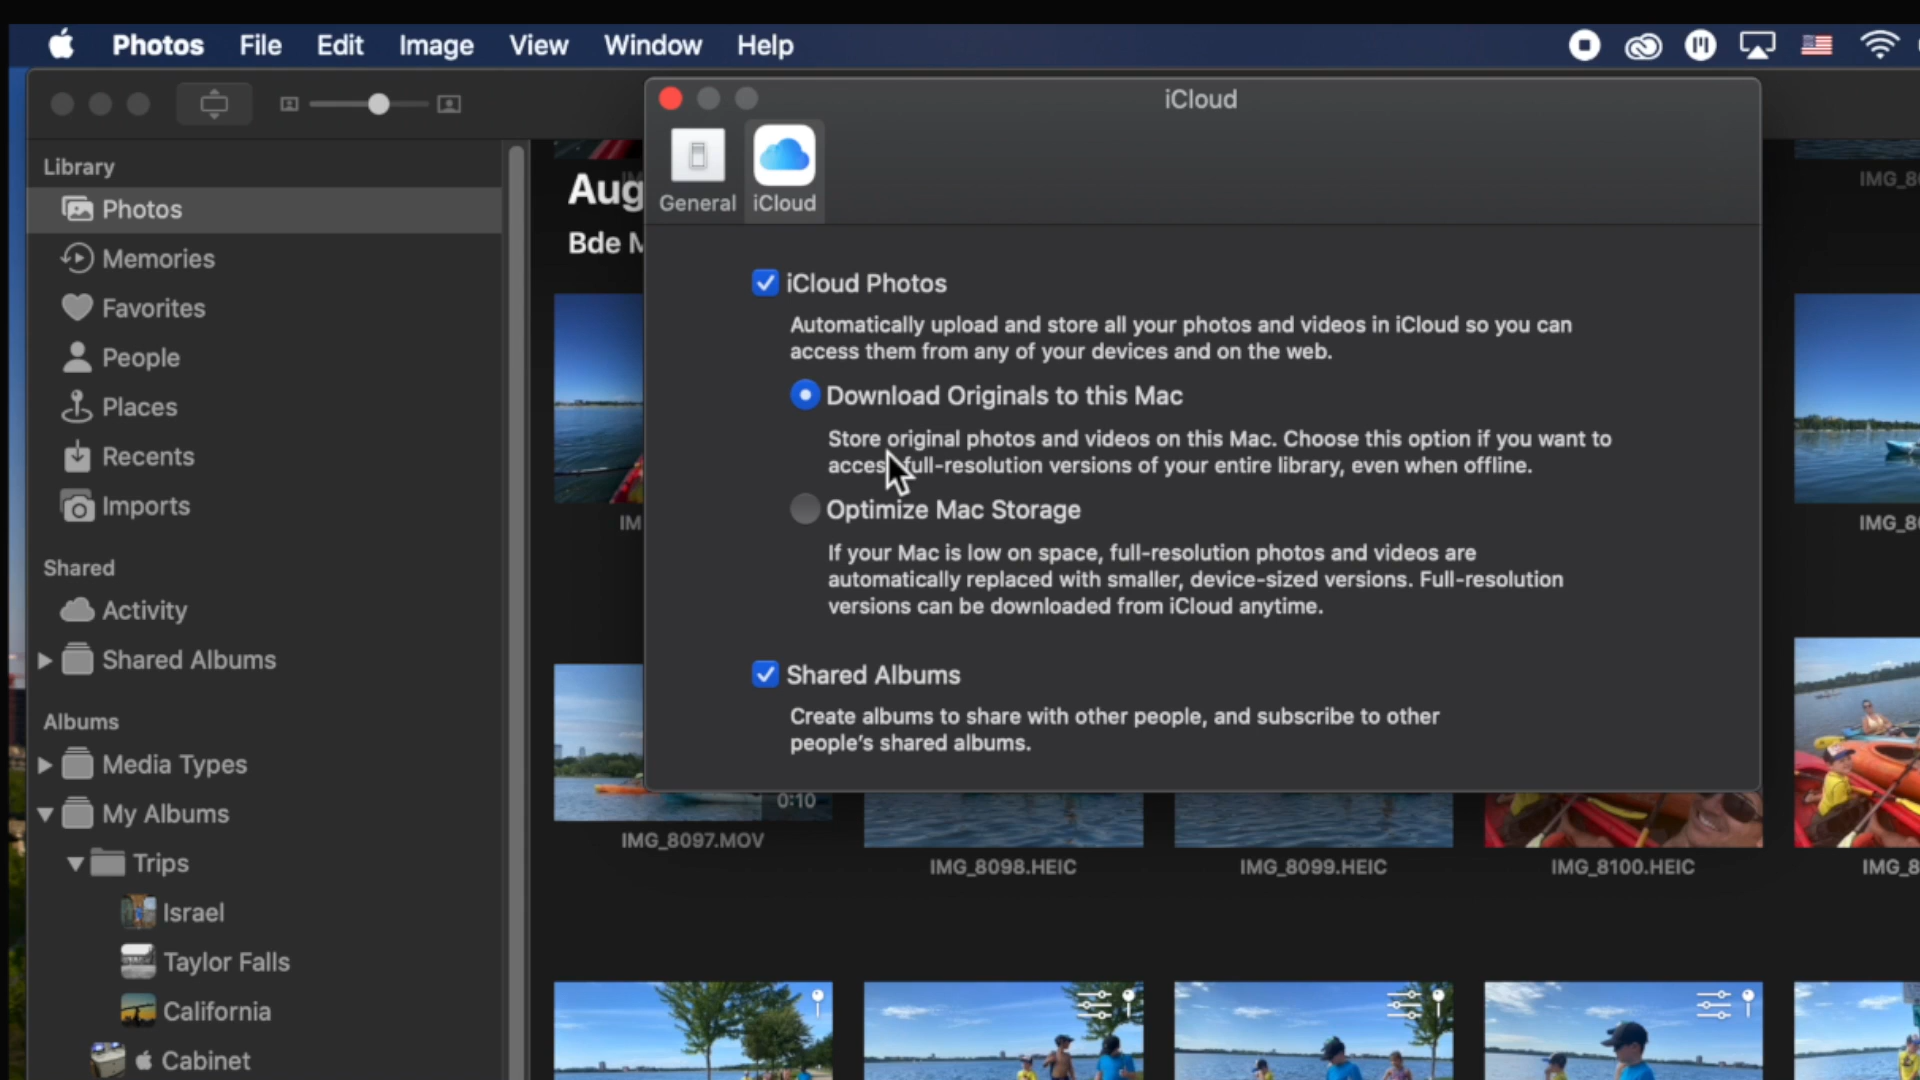 Photos File Edit Image View Window Help
iCloud
General iCloud
Library
Photos
Memories
Favorites
People
Places
Recents
Imports
Shared
Activity
Shared Albums
Albums
Media Types
My Albums
Trips
Israel
Taylor Falls
California
Cabinet
Aug
Bde M
iCloud Photos
Automatically upload and store all your photos and videos in iCloud so you can
access them from any of your devices and on the web.
Download Originals to this Mac
Store original photos and videos on this Mac. Choose this option if you want to
access full-resolution versions of your entire library, even when offline.
Optimize Mac Storage
If your Mac is low on space, full-resolution photos and videos are
automatically replaced with smaller, device-sized versions. Full-resolution
versions can be downloaded from iCloud anytime.
Shared Albums
Create albums to share with other people, and subscribe to other
people's shared albums.
IMG_8
IM
IMG_8
0:10
IMG_8097.MOV
IMG_8098.HEIC
IMG_8099.HEIC
IMG_8100.HEIC
IMG_8